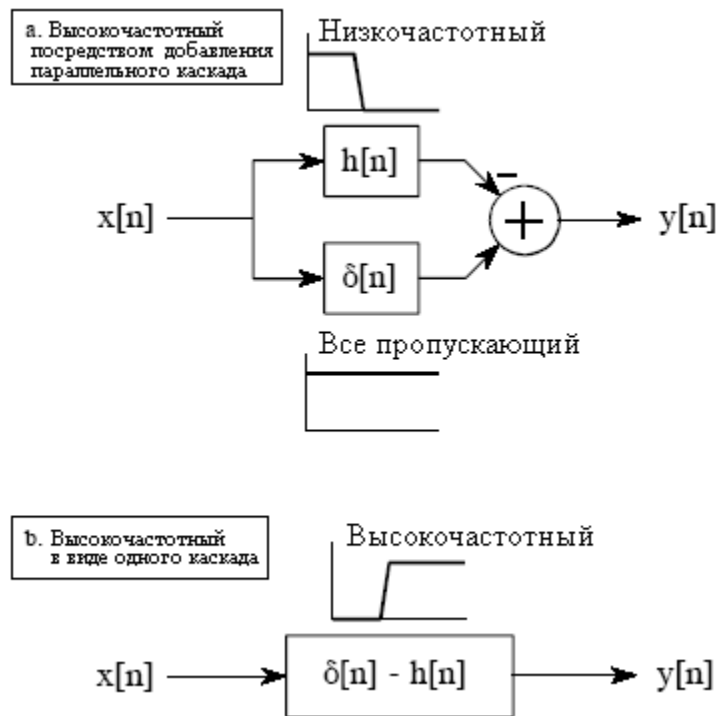 a. Высокочастотный
посредством добавления
параллельного каскада
Низкочастотный
h[n]
−
x[n]
+
y[n]
δ[n]
Все пропускающий
b. Высокочастотный
в виде одного каскада
Высокочастотный
x[n]
δ[n] - h[n]
y[n]